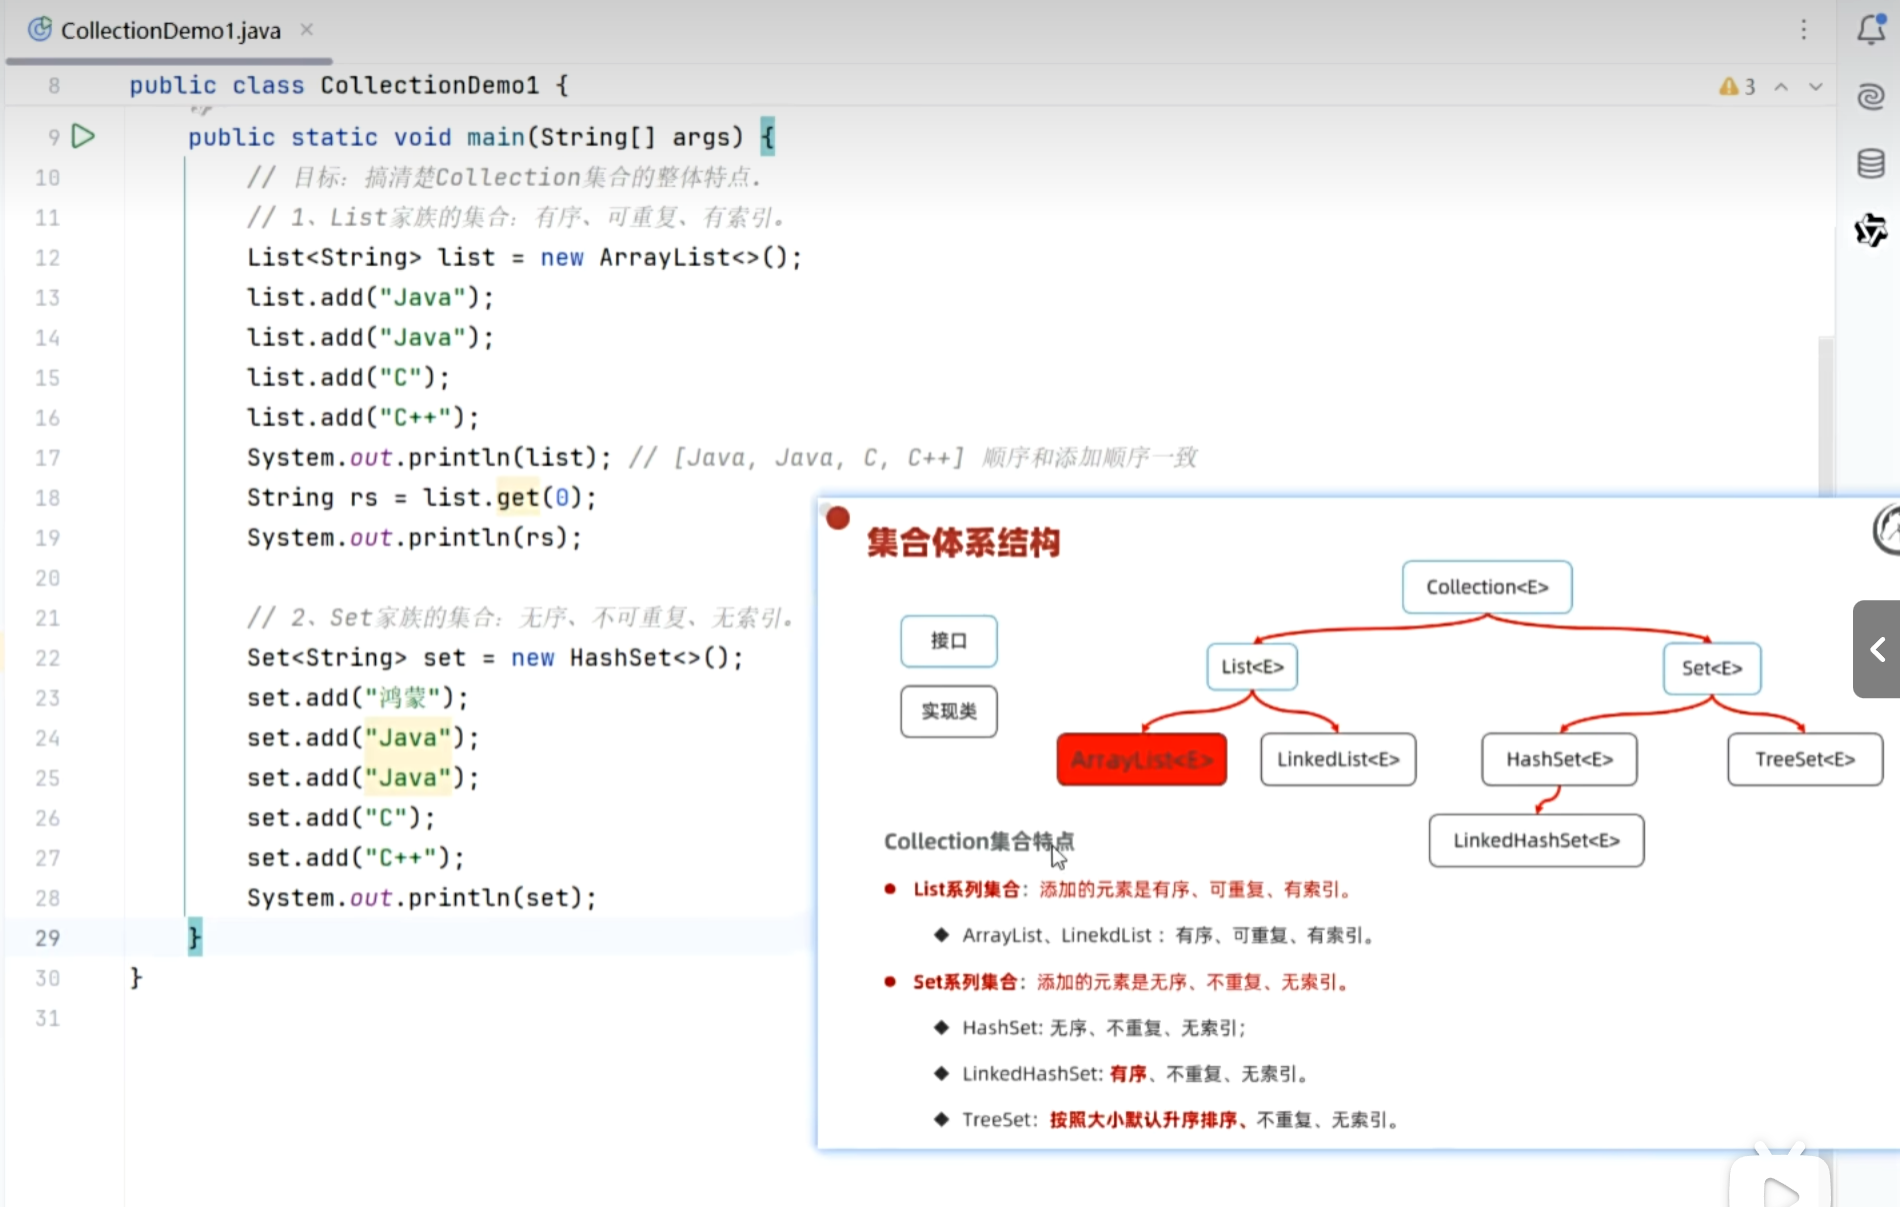 CollectionDemo1.java
3
8 public class CollectionDemo1 {
9 public static void main(String[] args) {
10 // 目标：搞清楚Collection集合的整体特点.
11 // 1、List家族的集合：有序、可重复、有索引。
12 List<String> list = new ArrayList<>();
13 list.add("Java");
14 list.add("Java");
15 list.add("C");
16 list.add("C++");
17 System.out.println(list); // [Java, Java, C, C++] 顺序和添加顺序一致
18 String rs = list.get(0);
19 System.out.println(rs);
20
21 // 2、Set家族的集合：无序、不可重复、无索引。
22 Set<String> set = new HashSet<>();
23 set.add("鸿蒙");
24 set.add("Java");
25 set.add("Java");
26 set.add("C");
27 set.add("C++");
28 System.out.println(set);
29 }
30 }
31
集合体系结构
接口
实现类
Collection<E>
List<E>
Set<E>
ArrayList<E>
LinkedList<E>
HashSet<E>
TreeSet<E>
LinkedHashSet<E>
Collection集合特点
● List系列集合：添加的元素是有序、可重复、有索引。
◆ ArrayList、LinekdList ：有序、可重复、有索引。
● Set系列集合：添加的元素是无序、不重复、无索引。
◆ HashSet: 无序、不重复、无索引；
◆ LinkedHashSet: 有序、不重复、无索引。
◆ TreeSet：按照大小默认升序排序、不重复、无索引。